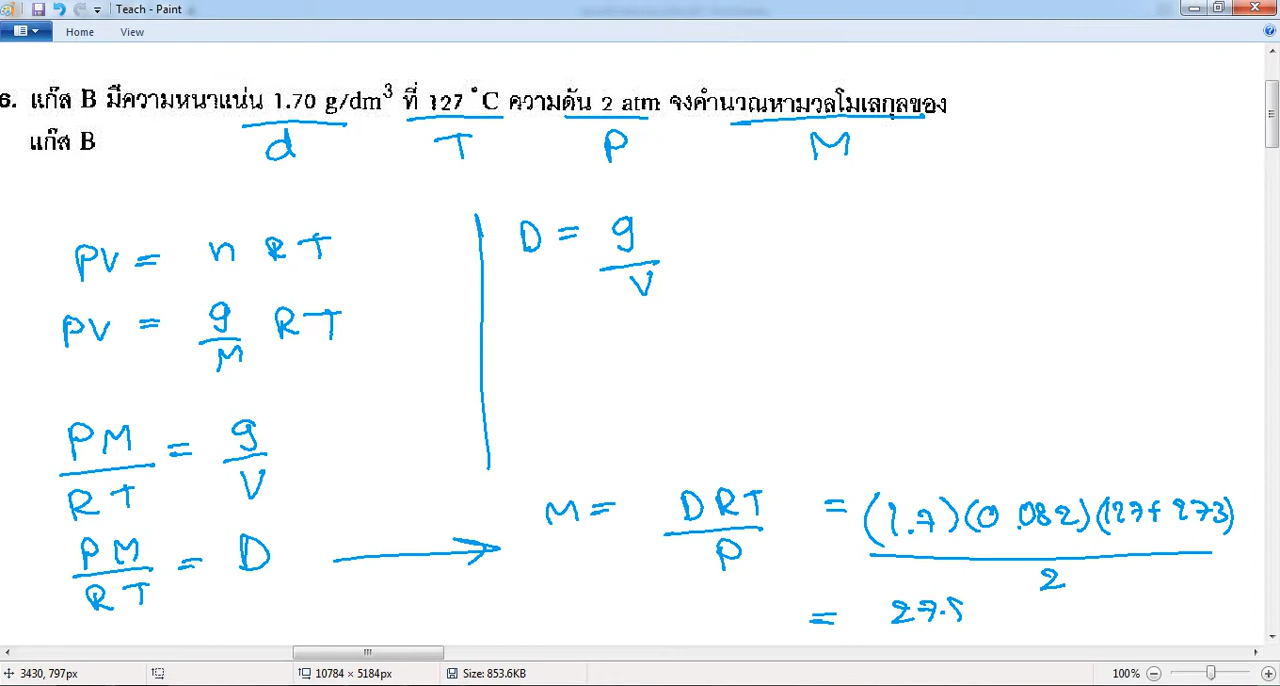 Teach - Paint
Home View
6. แก๊ส B มีความหนาแน่น 1.70 g/dm³ ที่ 127 °C ความดัน 2 atm จงคำนวณหามวลโมเลกุลของ
แก๊ส B
d T P M
PV = n R T
PV = g/M R T
PM/RT = g/V
PM/RT = D
D = g/V
M = DRT/P = (1.7)(0.082)(127+273)/2
= 27.
3430, 797px
10784 × 5184px
Size: 853.6KB
100%